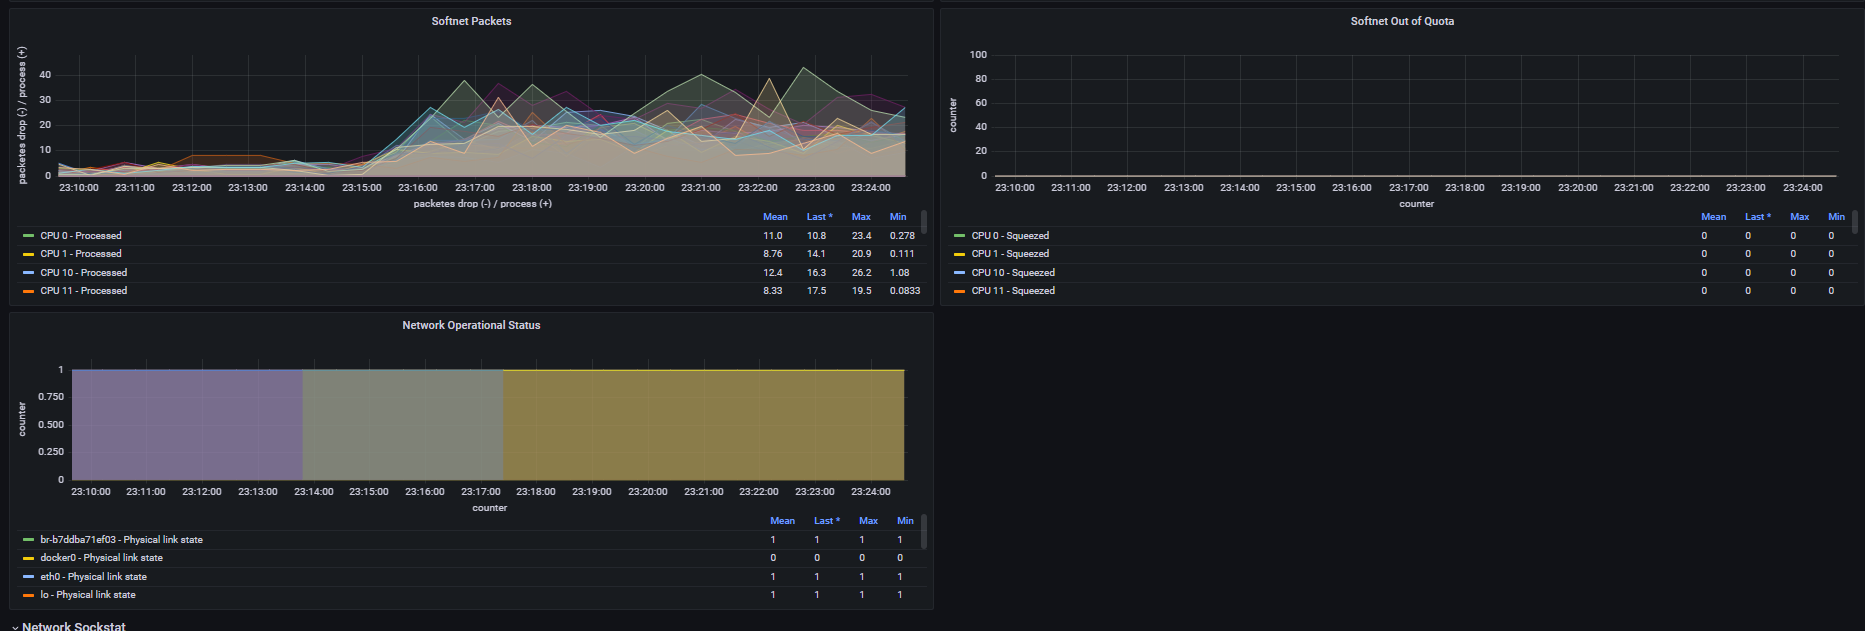 Softnet Packets
packetes drop (-) / process (+)
40
30
20
10
0
23:10:00 23:11:00 23:12:00 23:13:00 23:14:00 23:15:00 23:16:00 23:17:00 23:18:00 23:19:00 23:20:00 23:21:00 23:22:00 23:23:00 23:24:00
packetes drop (-) / process (+)
Mean Last * Max Min
CPU 0 - Processed 11.0 10.8 23.4 0.278
CPU 1 - Processed 8.76 14.1 20.9 0.111
CPU 10 - Processed 12.4 16.3 26.2 1.08
CPU 11 - Processed 8.33 17.5 19.5 0.0833
Softnet Out of Quota
counter
100
80
60
40
20
0
23:10:00 23:11:00 23:12:00 23:13:00 23:14:00 23:15:00 23:16:00 23:17:00 23:18:00 23:19:00 23:20:00 23:21:00 23:22:00 23:23:00 23:24:00
counter
Mean Last * Max Min
CPU 0 - Squeezed 0 0 0 0
CPU 1 - Squeezed 0 0 0 0
CPU 10 - Squeezed 0 0 0 0
CPU 11 - Squeezed 0 0 0 0
Network Operational Status
counter
1
0.750
0.500
0.250
0
23:10:00 23:11:00 23:12:00 23:13:00 23:14:00 23:15:00 23:16:00 23:17:00 23:18:00 23:19:00 23:20:00 23:21:00 23:22:00 23:23:00 23:24:00
counter
Mean Last * Max Min
br-b7ddba71ef03 - Physical link state 1 1 1 1
docker0 - Physical link state 0 0 0 0
eth0 - Physical link state 1 1 1 1
lo - Physical link state 1 1 1 1
Network Sockstat